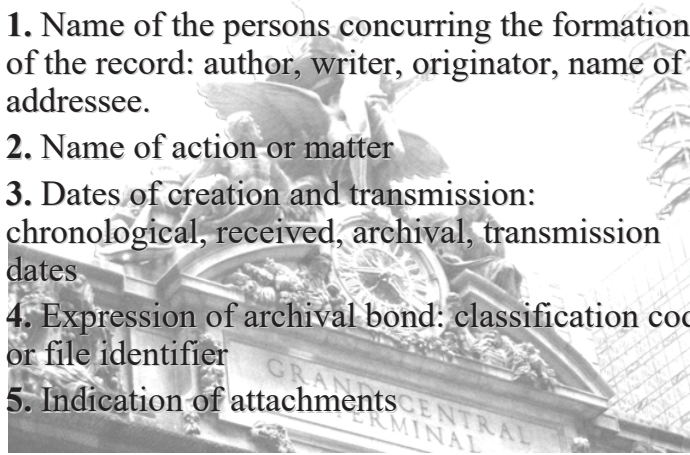 1. Name of the persons concurring the formation
of the record: author, writer, originator, name of
addressee.
2. Name of action or matter
3. Dates of creation and transmission:
chronological, received, archival, transmission
dates
4. Expression of archival bond: classification
or file identifier
5. Indication of attachments
GRAND CENTRAL
TERMINAL